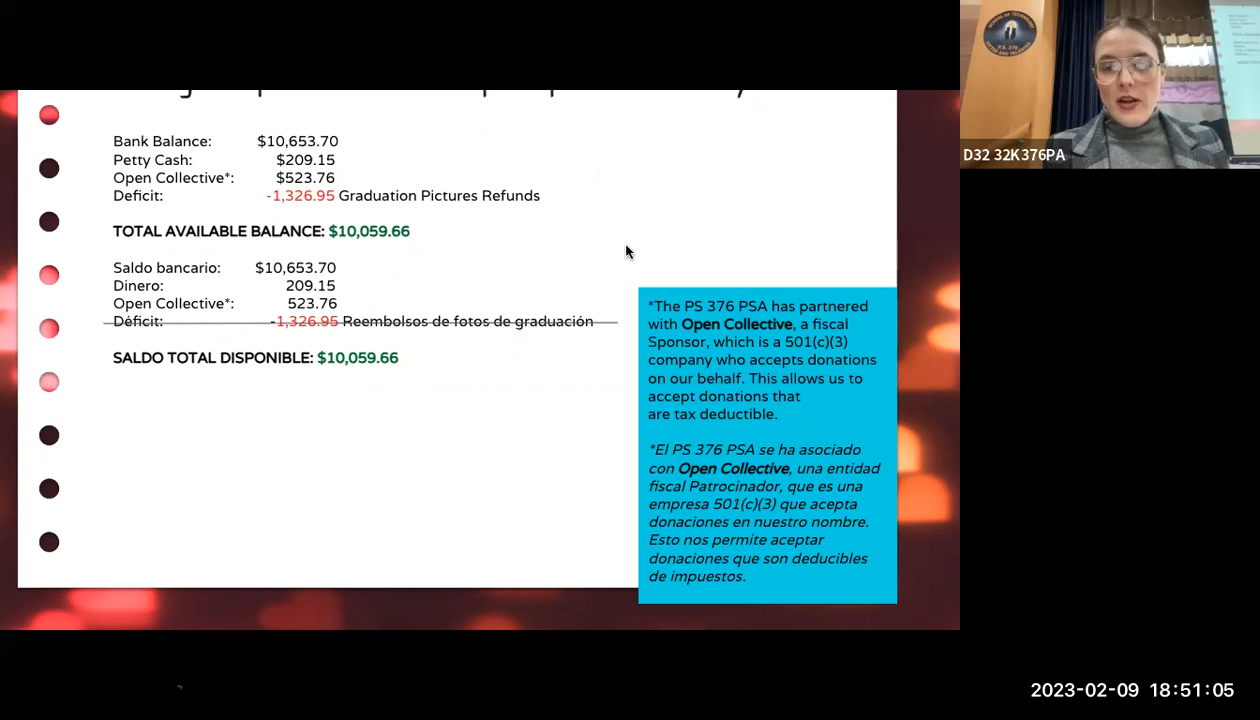 Bank Balance: $10,653.70
Petty Cash: $209.15
Open Collective*: $523.76
Deficit: -1,326.95 Graduation Pictures Refunds
TOTAL AVAILABLE BALANCE: $10,059.66
Saldo bancario: $10,653.70
Dinero: 209.15
Open Collective*: 523.76
Déficit: -1,326.95 Reembolsos de fotos de graduación
SALDO TOTAL DISPONIBLE: $10,059.66
*The PS 376 PSA has partnered
with Open Collective, a fiscal
Sponsor, which is a 501(c)(3)
company who accepts donations
on our behalf. This allows us to
accept donations that
are tax deductible.
*El PS 376 PSA se ha asociado
con Open Collective, una entidad
fiscal Patrocinador, que es una
empresa 501(c)(3) que acepta
donaciones en nuestro nombre.
Esto nos permite aceptar
donaciones que son deducibles
de impuestos.
P.S. 376
D32 32K376PA
2023-02-09 18:51:05